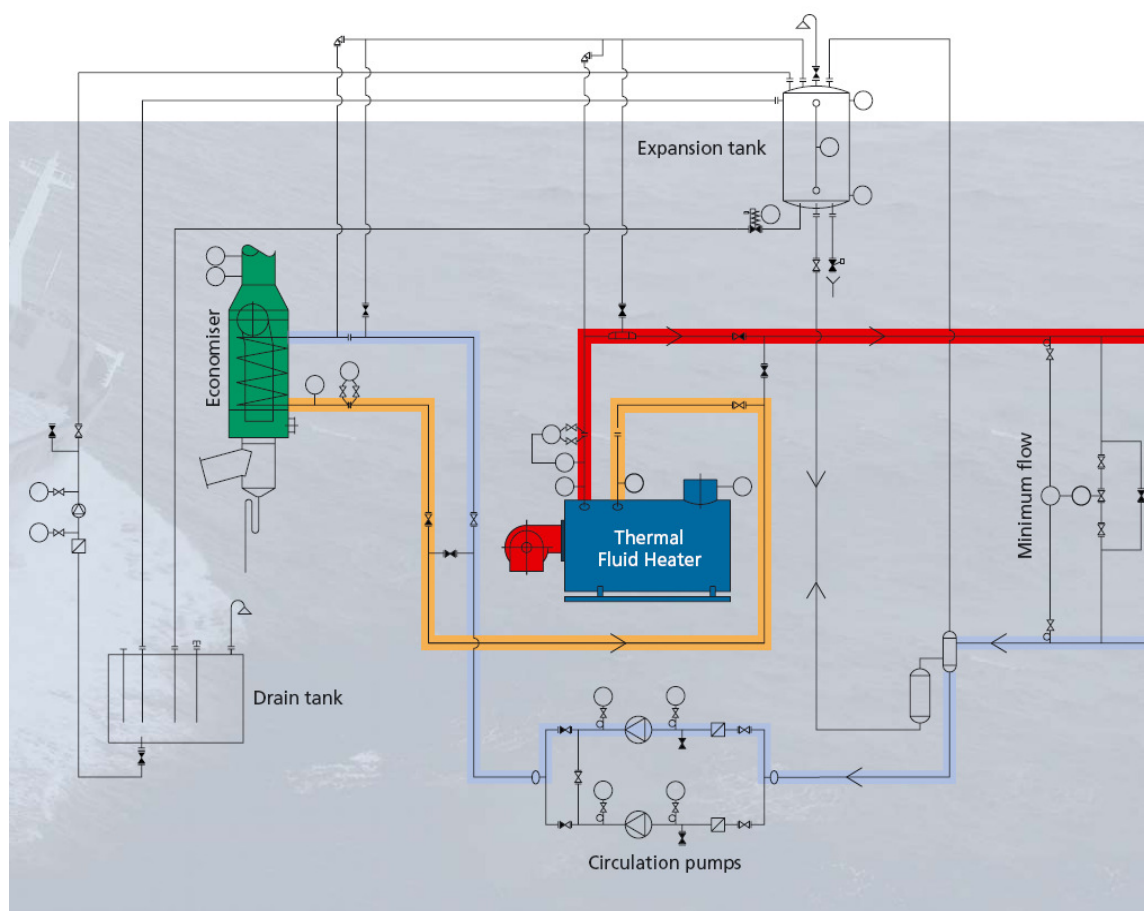 Expansion tank
Economiser
Thermal
Fluid Heater
Minimum flow
Drain tank
Circulation pumps